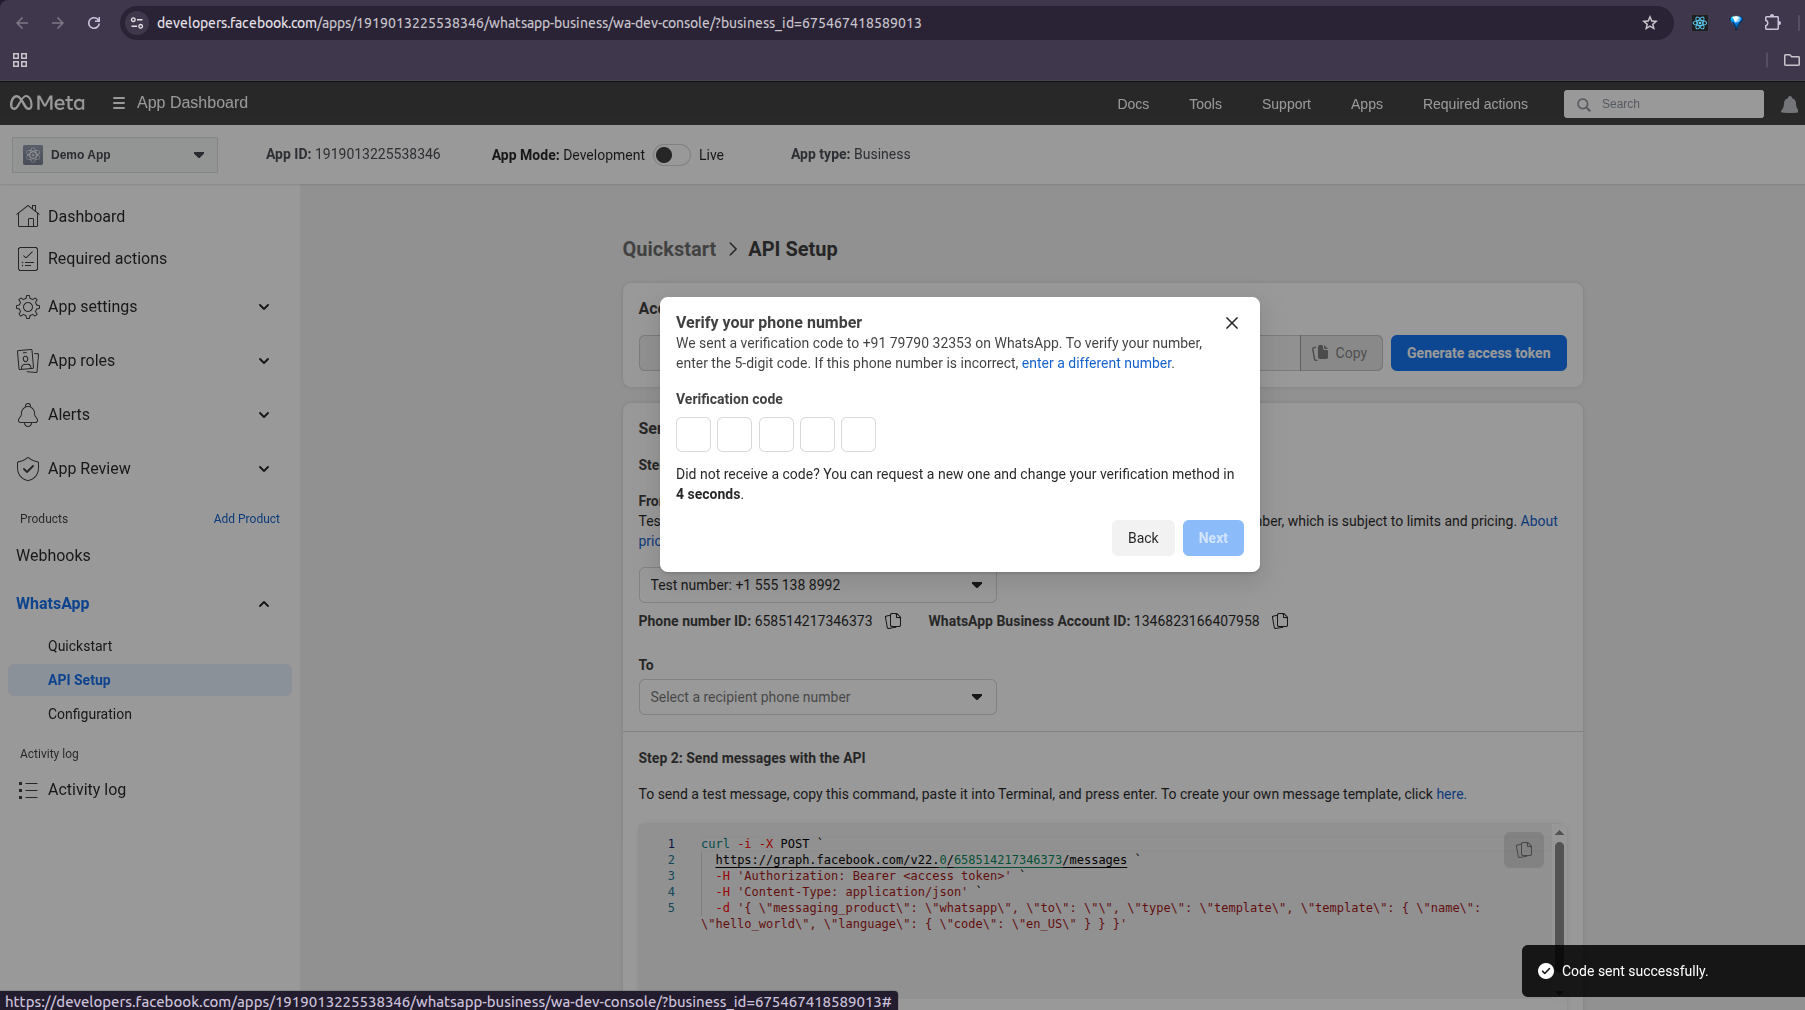 developers.facebook.com/apps/1919013225538346/whatsapp-business/wa-dev-console/?business_id=675467418589013
Meta
App Dashboard
Docs
Tools
Support
Apps
Required actions
Search
Demo App
App ID: 1919013225538346
App Mode: Development
Live
App type: Business
Dashboard
Required actions
App settings
App roles
Alerts
App Review
Products
Add Product
Webhooks
WhatsApp
Quickstart
API Setup
Configuration
Activity log
Activity log
Quickstart > API Setup
Copy
Generate access token
Verify your phone number
We sent a verification code to +91 79790 32353 on WhatsApp. To verify your number,
enter the 5-digit code. If this phone number is incorrect, enter a different number.
Verification code
Did not receive a code? You can request a new one and change your verification method in
4 seconds.
Back
Next
which is subject to limits and pricing. About
Test number: +1 555 138 8992
Phone number ID: 658514217346373
WhatsApp Business Account ID: 1346823166407958
To
Select a recipient phone number
Step 2: Send messages with the API
To send a test message, copy this command, paste it into Terminal, and press enter. To create your own message template, click here.
1 curl -i -X POST `
2 https://graph.facebook.com/v22.0/658514217346373/messages `
3 -H 'Authorization: Bearer <access token>' `
4 -H 'Content-Type: application/json' `
5 -d '{ \"messaging_product\": \"whatsapp\", \"to\": \"\", \"type\": \"template\", \"template\": { \"name\":
\"hello_world\", \"language\": { \"code\": \"en_US\" } } }'
Code sent successfully.
https://developers.facebook.com/apps/1919013225538346/whatsapp-business/wa-dev-console/?business_id=675467418589013#